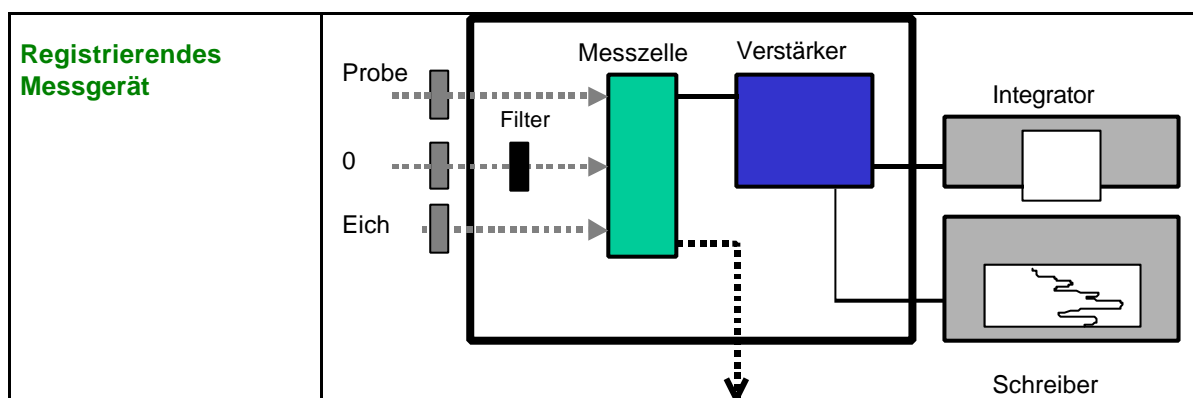 Registrierendes
Messgerät
Messzelle
Verstärker
Probe
Integrator
Filter
0
Eich
Schreiber